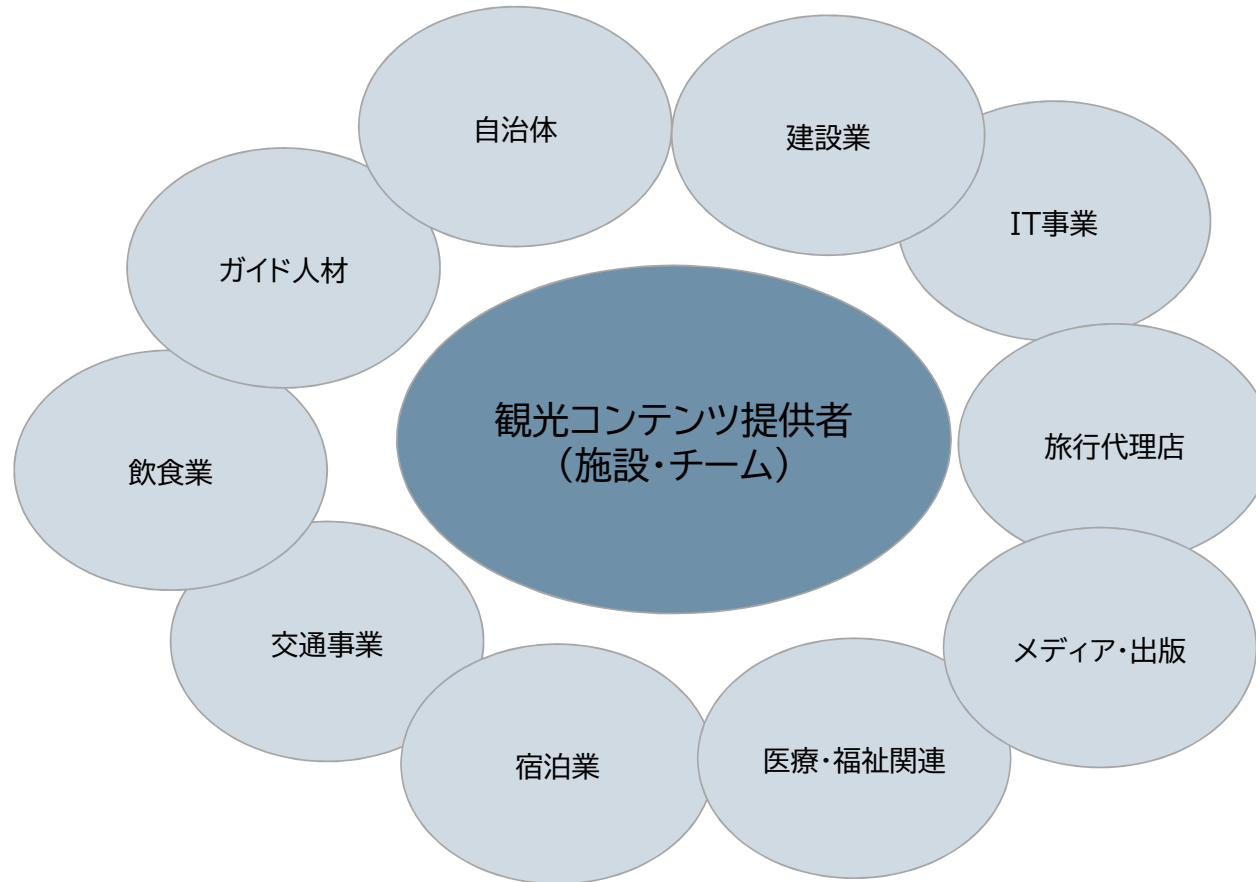 自治体
建設業
IT事業
ガイド人材
観光コンテンツ提供者
（施設・チーム）
旅行代理店
飲食業
交通事業
メディア・出版
宿泊業
医療・福祉関連